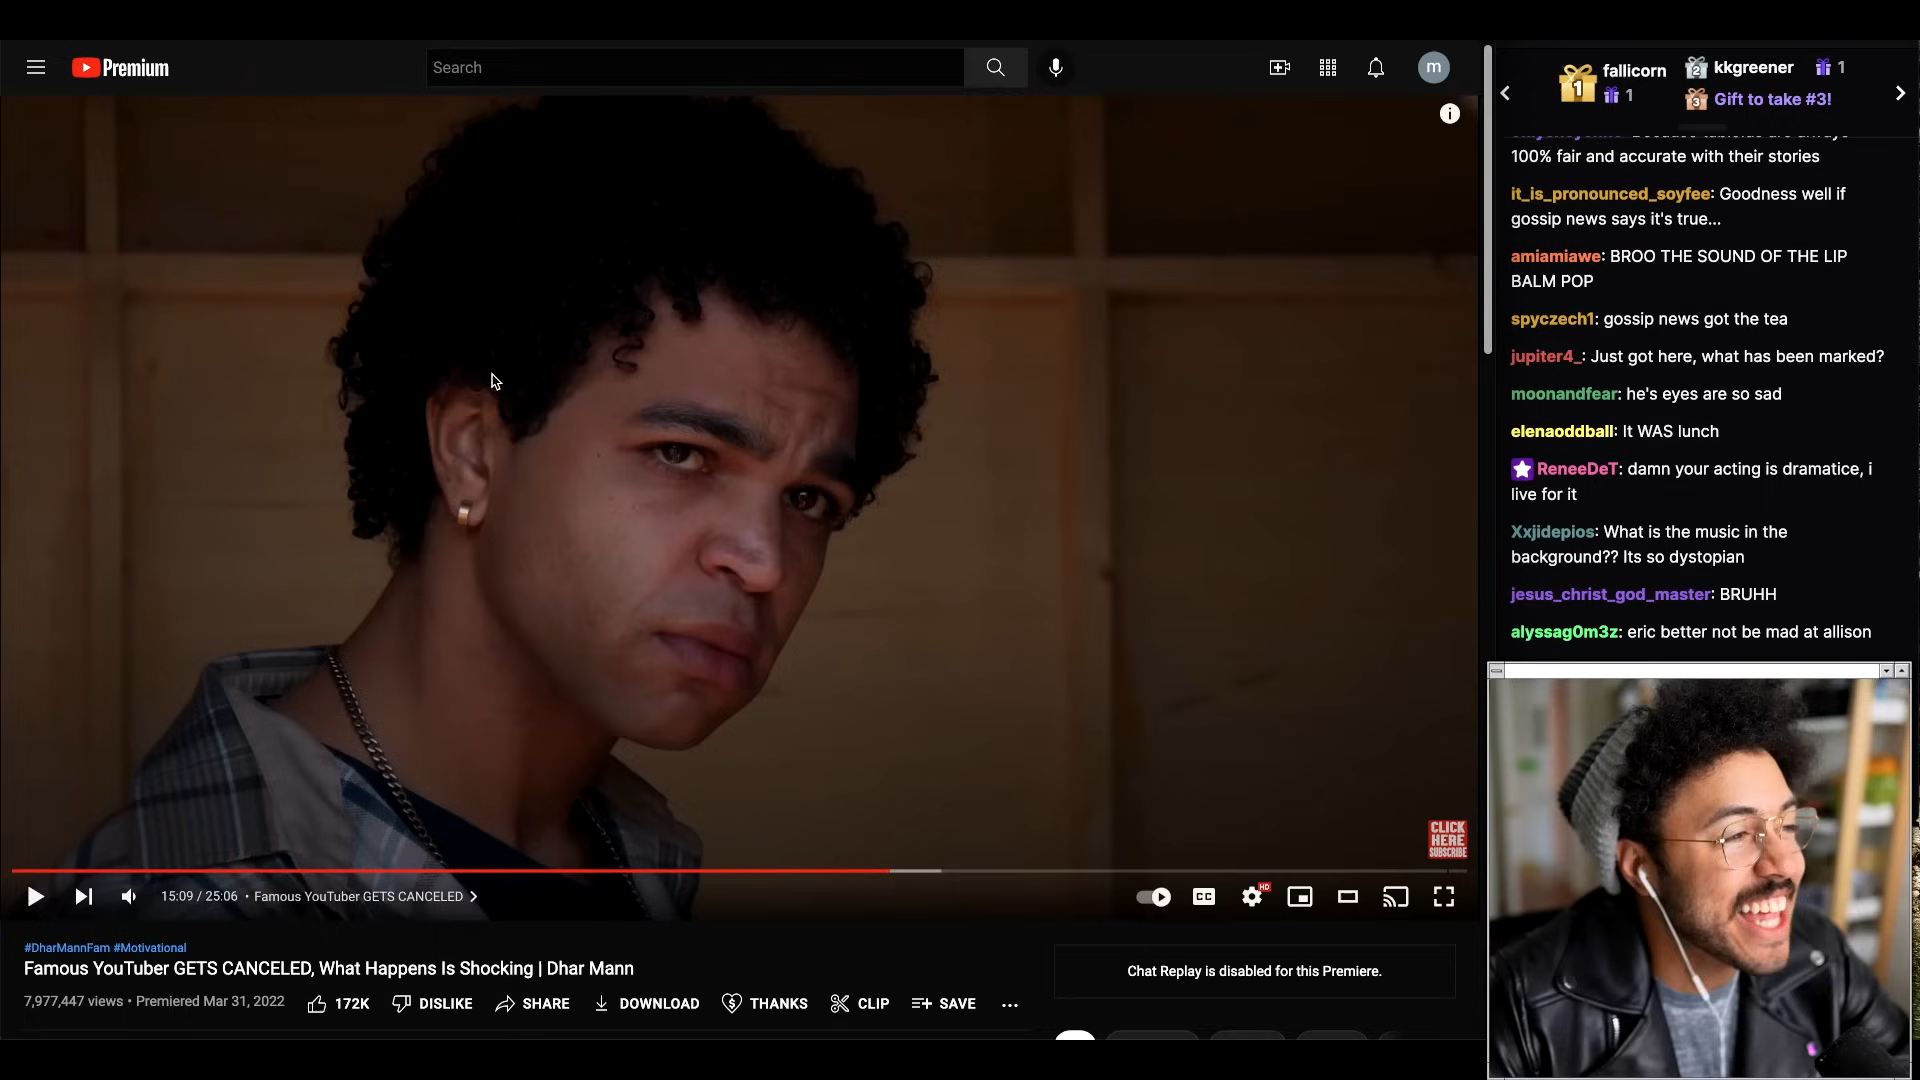 Premium
Search
m
i
1
fallicorn
1
2
kkgreener
1
3
Gift to take #3!
100% fair and accurate with their stories
it_is_pronounced_soyfee: Goodness well if
gossip news says it's true...
amiamiawe: BROO THE SOUND OF THE LIP
BALM POP
spyczech1: gossip news got the tea
jupiter4_: Just got here, what has been marked?
moonandfear: he's eyes are so sad
elenaoddball: It WAS lunch
ReneeDeT: damn your acting is dramatice, i
live for it
Xxjidepios: What is the music in the
background?? Its so dystopian
jesus_christ_god_master: BRUHH
alyssag0m3z: eric better not be mad at allison
CLICK
HERE
SUBSCRIBE
15:09 / 25:06 • Famous YouTuber GETS CANCELED
CC
HD
#DharMannFam #Motivational
Famous YouTuber GETS CANCELED, What Happens Is Shocking | Dhar Mann
7,977,447 views • Premiered Mar 31, 2022
172K
DISLIKE
SHARE
DOWNLOAD
THANKS
CLIP
SAVE
Chat Replay is disabled for this Premiere.